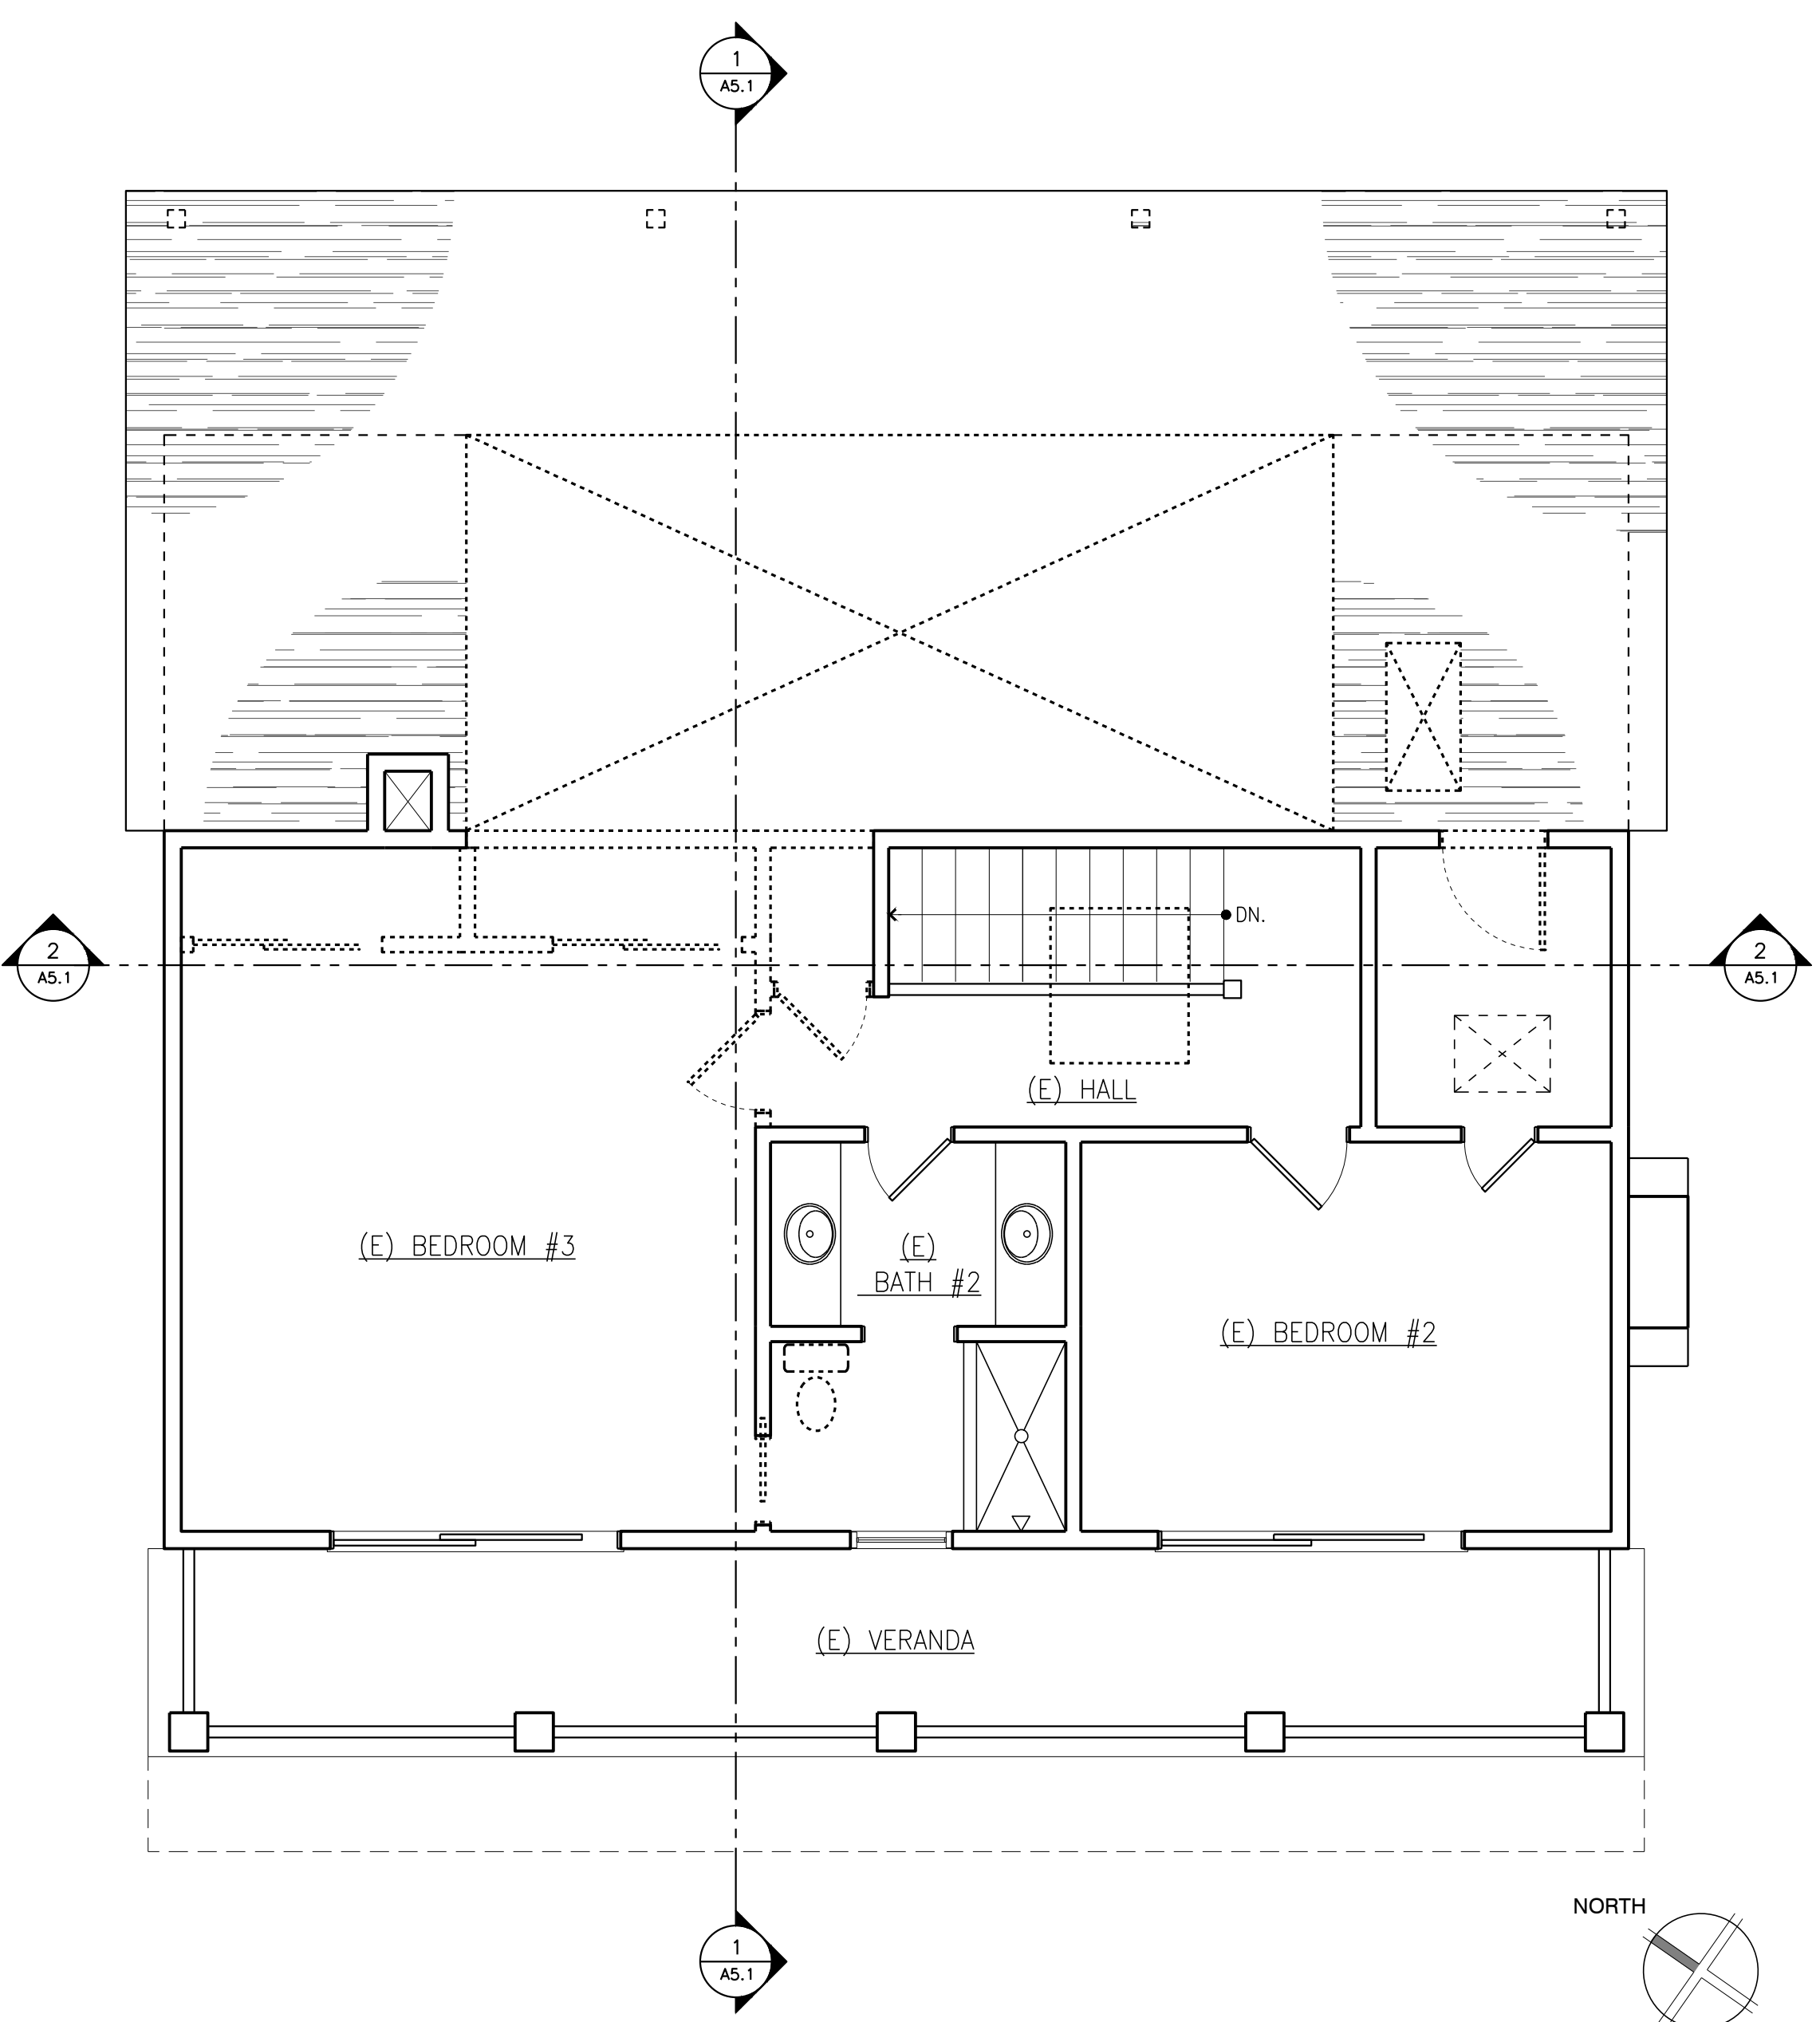 1
A5.1
DN.
2
A5.1
2
A5.1
(E) HALL
(E) BEDROOM #3
(E)
BATH #2
(E) BEDROOM #2
(E) VERANDA
NORTH
1
A5.1